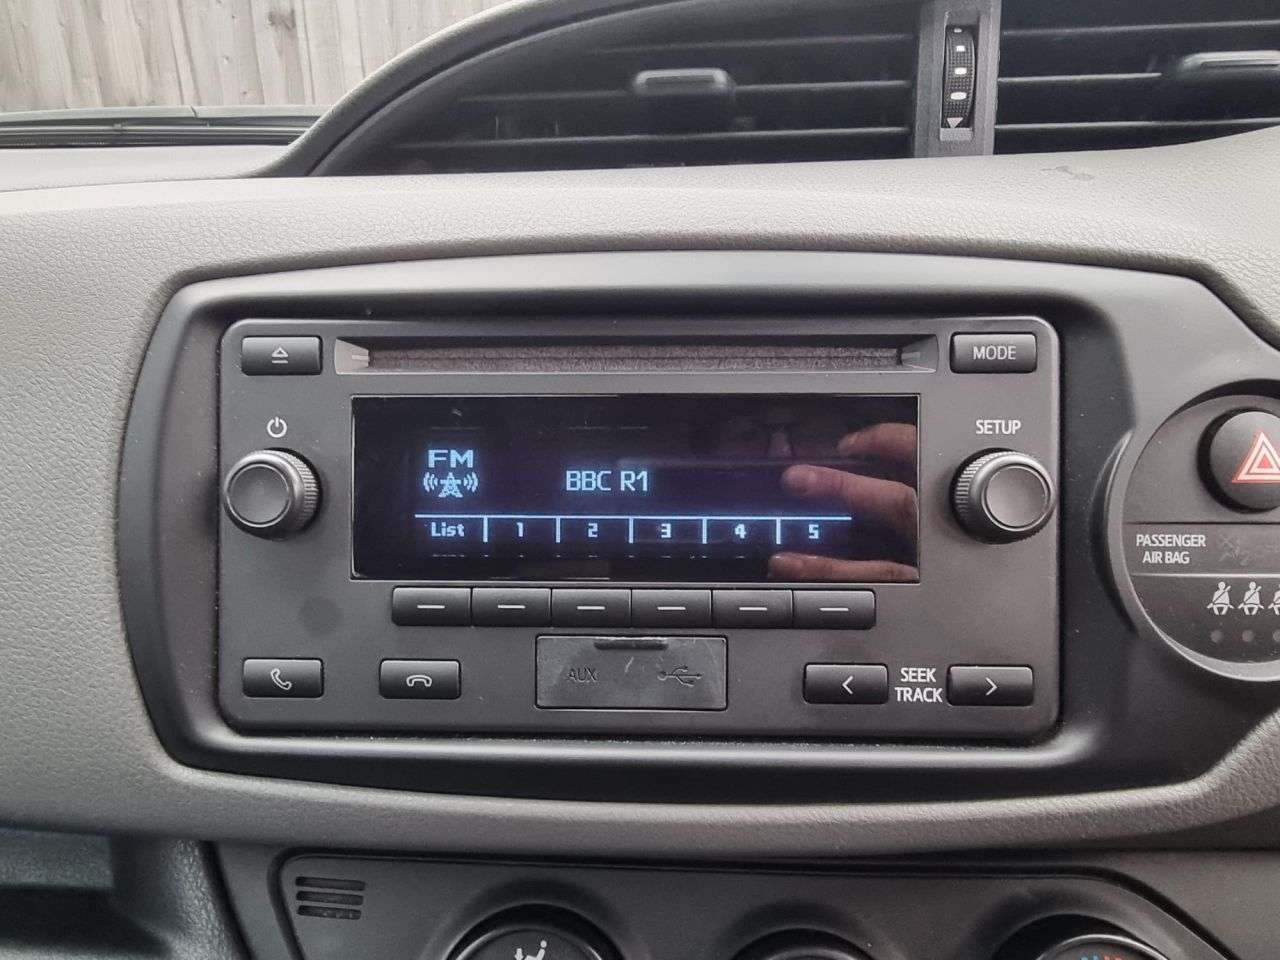 MODE
SETUP
FM
BBC R1
List 1 2 3 4 5
PASSENGER
AIR BAG
AUX
SEEK
TRACK